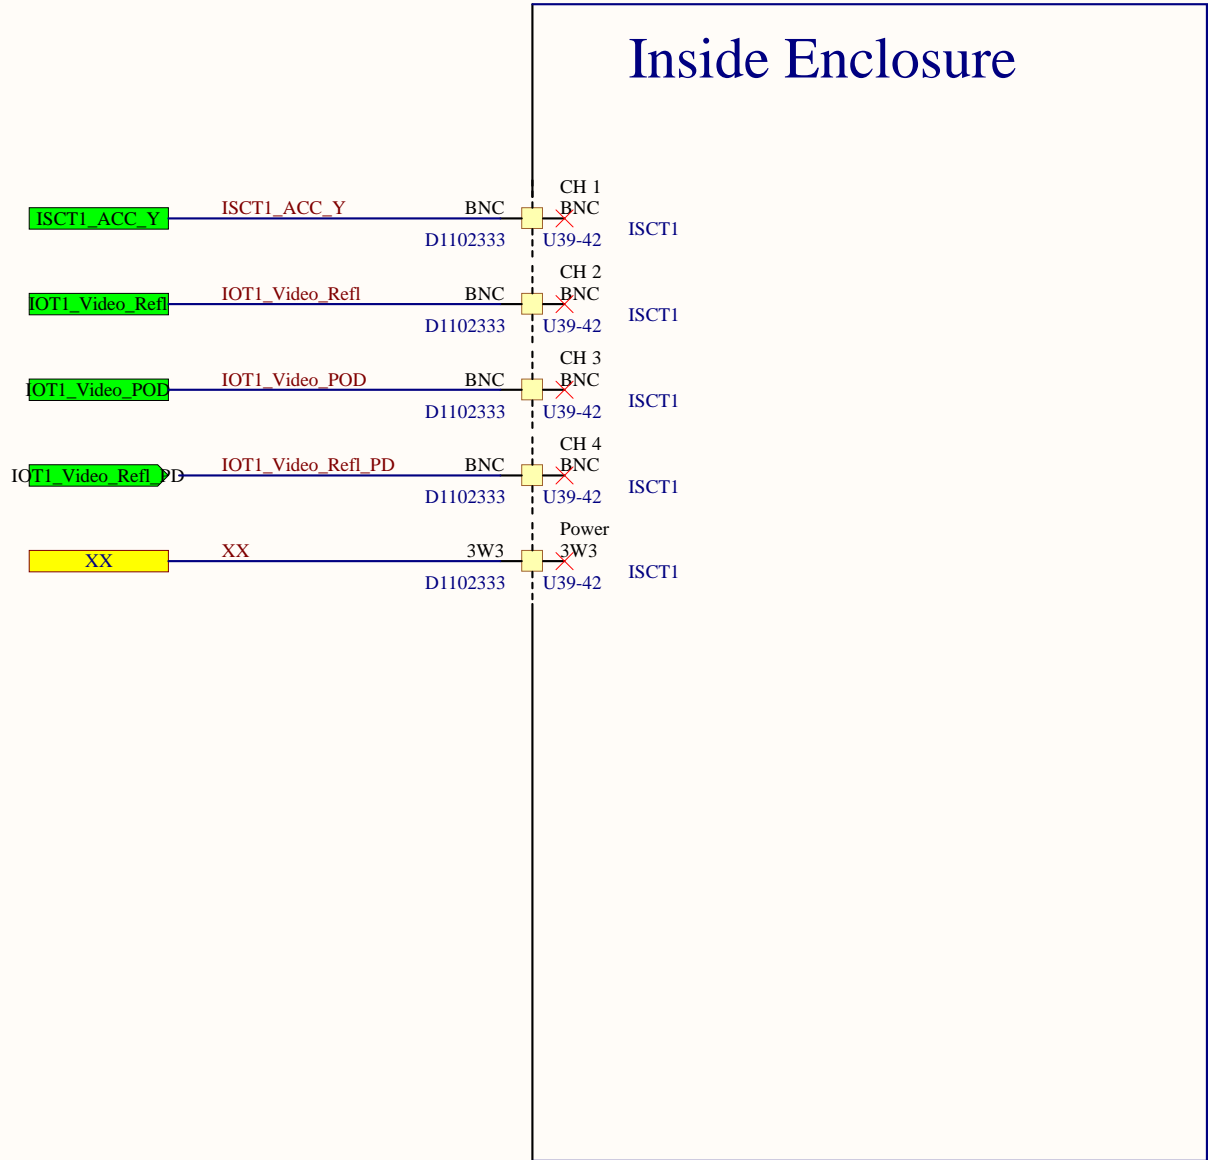 Inside Enclosure
CH 1
ISCT1_ACC_Y ISCT1_ACC_Y BNC BNC
D1102333 U39-42 ISCT1
CH 2
IOT1_Video_Refl IOT1_Video_Refl BNC BNC
D1102333 U39-42 ISCT1
CH 3
IOT1_Video_POD IOT1_Video_POD BNC BNC
D1102333 U39-42 ISCT1
CH 4
IOT1_Video_Refl_PD IOT1_Video_Refl_PD BNC BNC
D1102333 U39-42 ISCT1
Power
XX XX 3W3 3W3
D1102333 U39-42 ISCT1